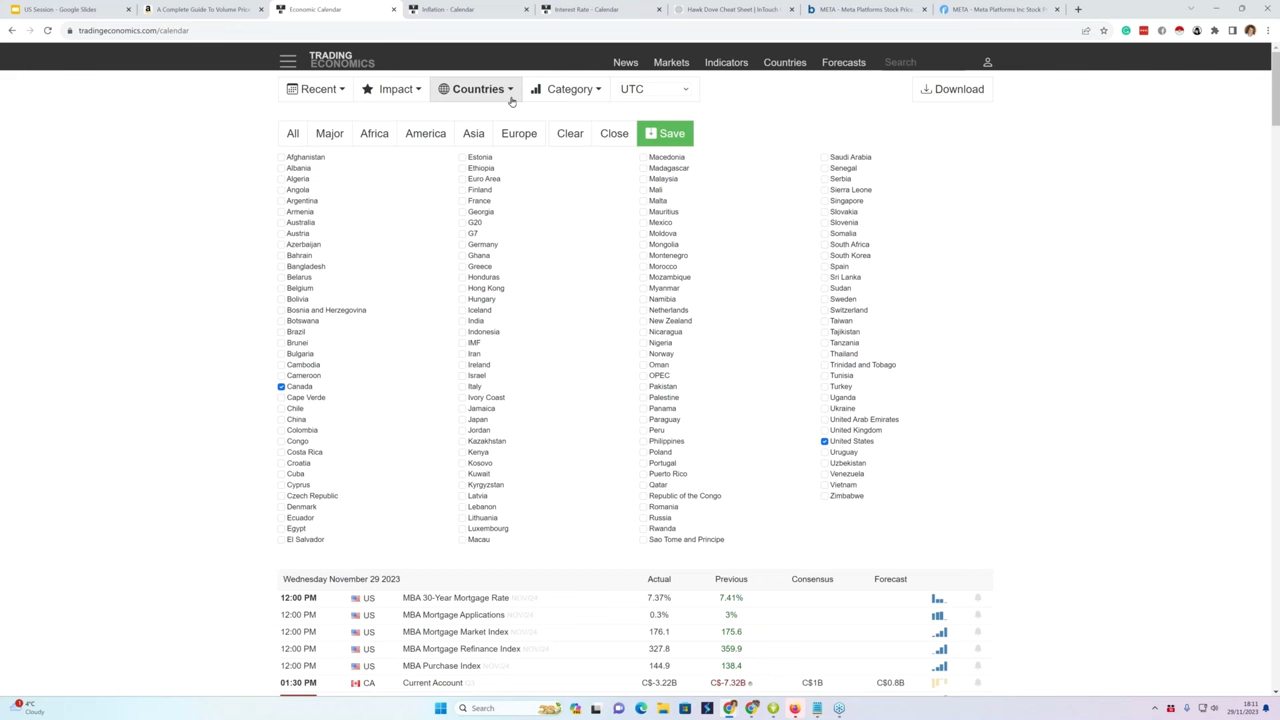 US Session - Google Slides
A Complete Guide To Volume Price
Economic Calendar
Inflation - Calendar
Interest Rate - Calendar
Hawk Dove Cheat Sheet | InTouch
META - Meta Platforms Stock Price
META - Meta Platforms Inc Stock P
tradingeconomics.com/calendar
TRADING
ECONOMICS
News Markets Indicators Countries Forecasts Search
Recent Impact Countries Category UTC Download
All Major Africa America Asia Europe Clear Close Save
Afghanistan Estonia Macedonia Saudi Arabia
Albania Ethiopia Madagascar Senegal
Algeria Euro Area Malaysia Serbia
Angola Finland Mali Sierra Leone
Argentina France Malta Singapore
Armenia Georgia Mauritius Slovakia
Australia G20 Mexico Slovenia
Austria G7 Moldova Somalia
Azerbaijan Germany Mongolia South Africa
Bahrain Ghana Montenegro South Korea
Bangladesh Greece Morocco Spain
Belarus Honduras Mozambique Sri Lanka
Belgium Hong Kong Myanmar Sudan
Bolivia Hungary Namibia Sweden
Bosnia and Herzegovina Iceland Netherlands Switzerland
Botswana India New Zealand Taiwan
Brazil Indonesia Nicaragua Tajikistan
Brunei IMF Nigeria Tanzania
Bulgaria Iran Norway Thailand
Cambodia Ireland Oman Trinidad and Tobago
Cameroon Israel OPEC Tunisia
Canada Italy Pakistan Turkey
Cape Verde Ivory Coast Palestine Uganda
Chile Jamaica Panama Ukraine
China Japan Paraguay United Arab Emirates
Colombia Jordan Peru United Kingdom
Congo Kazakhstan Philippines United States
Costa Rica Kenya Poland Uruguay
Croatia Kosovo Portugal Uzbekistan
Cuba Kuwait Puerto Rico Venezuela
Cyprus Kyrgyzstan Qatar Vietnam
Czech Republic Latvia Republic of the Congo Zimbabwe
Denmark Lebanon Romania
Ecuador Lithuania Russia
Egypt Luxembourg Rwanda
El Salvador Macau Sao Tome and Principe
Wednesday November 29 2023 Actual Previous Consensus Forecast
12:00 PM US MBA 30-Year Mortgage Rate NOV/24 7.37% 7.41%
12:00 PM US MBA Mortgage Applications NOV/24 0.3% 3%
12:00 PM US MBA Mortgage Market Index NOV/24 176.1 175.6
12:00 PM US MBA Mortgage Refinance Index NOV/24 327.8 359.9
12:00 PM US MBA Purchase Index NOV/24 144.9 138.4
01:30 PM CA Current Account Q3 C$-3.22B C$-7.32B C$1B C$0.8B
4°C
Cloudy
Search
18:11
29/11/2023